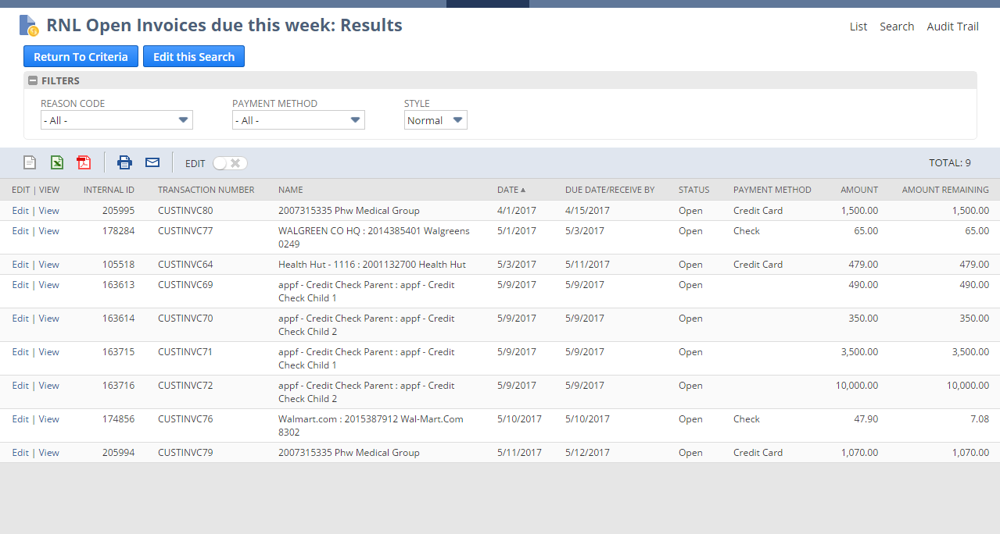 RNL Open Invoices due this week: Results
List Search Audit Trail
Return To Criteria Edit this Search
FILTERS
REASON CODE PAYMENT METHOD STYLE
- All - - All - Normal
EDIT TOTAL: 9
EDIT | VIEW INTERNAL ID TRANSACTION NUMBER NAME DATE▲ DUE DATE/RECEIVE BY STATUS PAYMENT METHOD AMOUNT AMOUNT REMAINING
Edit | View 205995 CUSTINVC80 2007315335 Phw Medical Group 4/1/2017 4/15/2017 Open Credit Card 1,500.00 1,500.00
Edit | View 178284 CUSTINVC77 WALGREEN CO HQ : 2014385401 Walgreens 5/1/2017 5/3/2017 Open Check 65.00 65.00
0249
Edit | View 105518 CUSTINVC64 Health Hut - 1116 : 2001132700 Health Hut 5/3/2017 5/11/2017 Open Credit Card 479.00 479.00
Edit | View 163613 CUSTINVC69 appf - Credit Check Parent : appf - Credit 5/9/2017 5/9/2017 Open 490.00 490.00
Check Child 1
Edit | View 163614 CUSTINVC70 appf - Credit Check Parent : appf - Credit 5/9/2017 5/9/2017 Open 350.00 350.00
Check Child 2
Edit | View 163715 CUSTINVC71 appf - Credit Check Parent : appf - Credit 5/9/2017 5/9/2017 Open 3,500.00 3,500.00
Check Child 1
Edit | View 163716 CUSTINVC72 appf - Credit Check Parent : appf - Credit 5/9/2017 5/9/2017 Open 10,000.00 10,000.00
Check Child 2
Edit | View 174856 CUSTINVC76 Walmart.com : 2015387912 Wal-Mart.Com 5/10/2017 5/10/2017 Open Check 47.90 7.08
8302
Edit | View 205994 CUSTINVC79 2007315335 Phw Medical Group 5/11/2017 5/12/2017 Open Credit Card 1,070.00 1,070.00